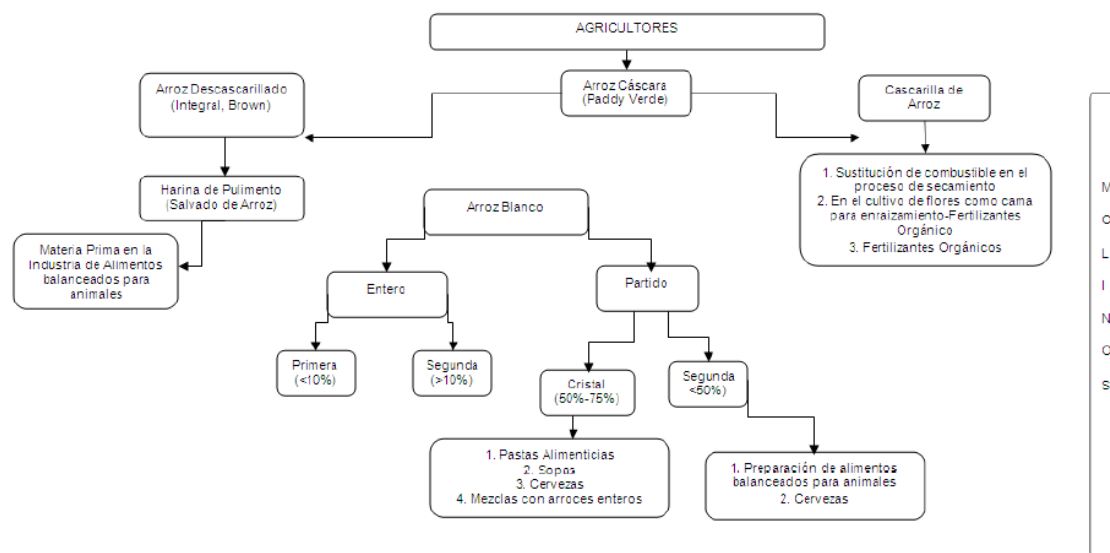 AGRICULTORES
Arroz Descascarillado
(Integral, Brown)
Arroz Cáscara
(Paddy Verde)
Cascarilla de
Arroz
1. Sustitución de combustible en el
proceso de secamiento
2. En el cultivo de flores como cama
para enraizamiento-Fertilizantes
Orgánico
3. Fertilizantes Orgánicos
Harina de Pulimento
(Salvado de Arroz)
Arroz Blanco
Materia Prima en la
Industria de Alimentos
balanceados para
animales
Entero
Partido
Primera
(<10%)
Segunda
(>10%)
Cristal
(50%-75%)
Segunda
<50%)
1. Pastas Alimenticias
2. Sopas
3. Cervezas
4. Mezclas con arroces enteros
1. Preparación de alimentos
balanceados para animales
2. Cervezas
M
O
L
I
N
O
S